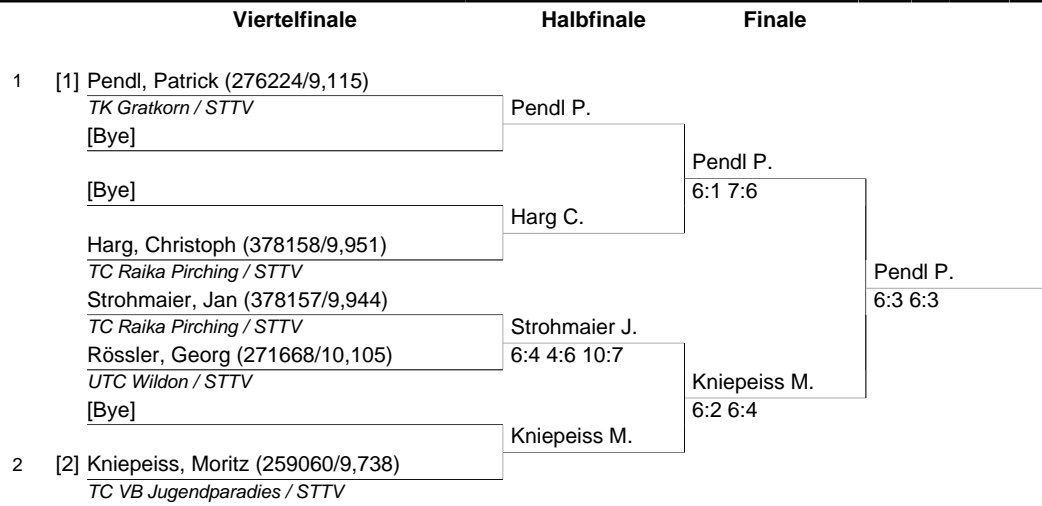 Viertelfinale Halbfinale Finale
1 [1] Pendl, Patrick (276224/9,115)
TK Gratkorn / STTV Pendl P.
[Bye]
Pendl P.
[Bye] 6:1 7:6
Harg C.
Harg, Christoph (378158/9,951)
TC Raika Pirching / STTV Pendl P.
Strohmaier, Jan (378157/9,944) 6:3 6:3
TC Raika Pirching / STTV Strohmaier J.
Rössler, Georg (271668/10,105) 6:4 4:6 10:7
UTC Wildon / STTV Kniepeiss M.
[Bye] 6:2 6:4
Kniepeiss M.
2 [2] Kniepeiss, Moritz (259060/9,738)
TC VB Jugendparadies / STTV